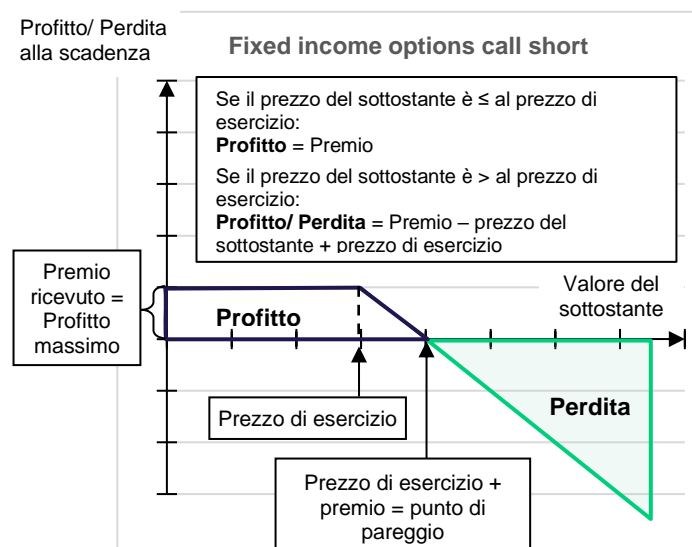 Profitto/ Perdita
alla scadenza
Fixed income options call short
Se il prezzo del sottostante è ≤ al prezzo di
esercizio:
Profitto = Premio
Se il prezzo del sottostante è > al prezzo di
esercizio:
Profitto/ Perdita = Premio – prezzo del
sottostante + prezzo di esercizio
Premio
ricevuto =
Profitto
massimo
Profitto
Valore del
sottostante
Prezzo di esercizio
Perdita
Prezzo di esercizio +
premio = punto di
pareggio